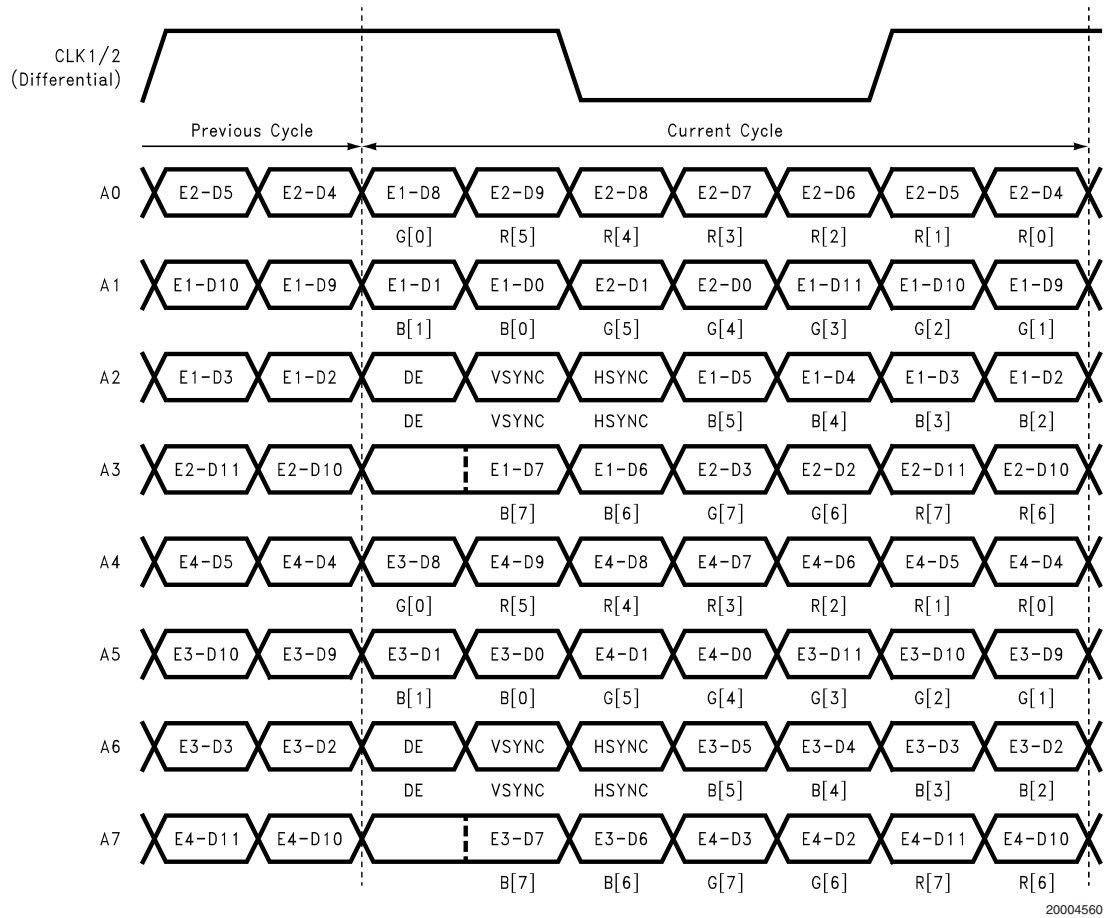 CLK1/2
(Differential)
Previous Cycle
Current Cycle
A0 E2-D5 E2-D4 E1-D8 E2-D9 E2-D8 E2-D7 E2-D6 E2-D5 E2-D4
G[0] R[5] R[4] R[3] R[2] R[1] R[0]
A1 E1-D10 E1-D9 E1-D1 E1-D0 E2-D1 E2-D0 E1-D11 E1-D10 E1-D9
B[1] B[0] G[5] G[4] G[3] G[2] G[1]
A2 E1-D3 E1-D2 DE VSYNC HSYNC E1-D5 E1-D4 E1-D3 E1-D2
DE VSYNC HSYNC B[5] B[4] B[3] B[2]
A3 E2-D11 E2-D10 E1-D7 E1-D6 E2-D3 E2-D2 E2-D11 E2-D10
B[7] B[6] G[7] G[6] R[7] R[6]
A4 E4-D5 E4-D4 E3-D8 E4-D9 E4-D8 E4-D7 E4-D6 E4-D5 E4-D4
G[0] R[5] R[4] R[3] R[2] R[1] R[0]
A5 E3-D10 E3-D9 E3-D1 E3-D0 E4-D1 E4-D0 E3-D11 E3-D10 E3-D9
B[1] B[0] G[5] G[4] G[3] G[2] G[1]
A6 E3-D3 E3-D2 DE VSYNC HSYNC E3-D5 E3-D4 E3-D3 E3-D2
DE VSYNC HSYNC B[5] B[4] B[3] B[2]
A7 E4-D11 E4-D10 E3-D7 E3-D6 E4-D3 E4-D2 E4-D11 E4-D10
B[7] B[6] G[7] G[6] R[7] R[6]
20004560